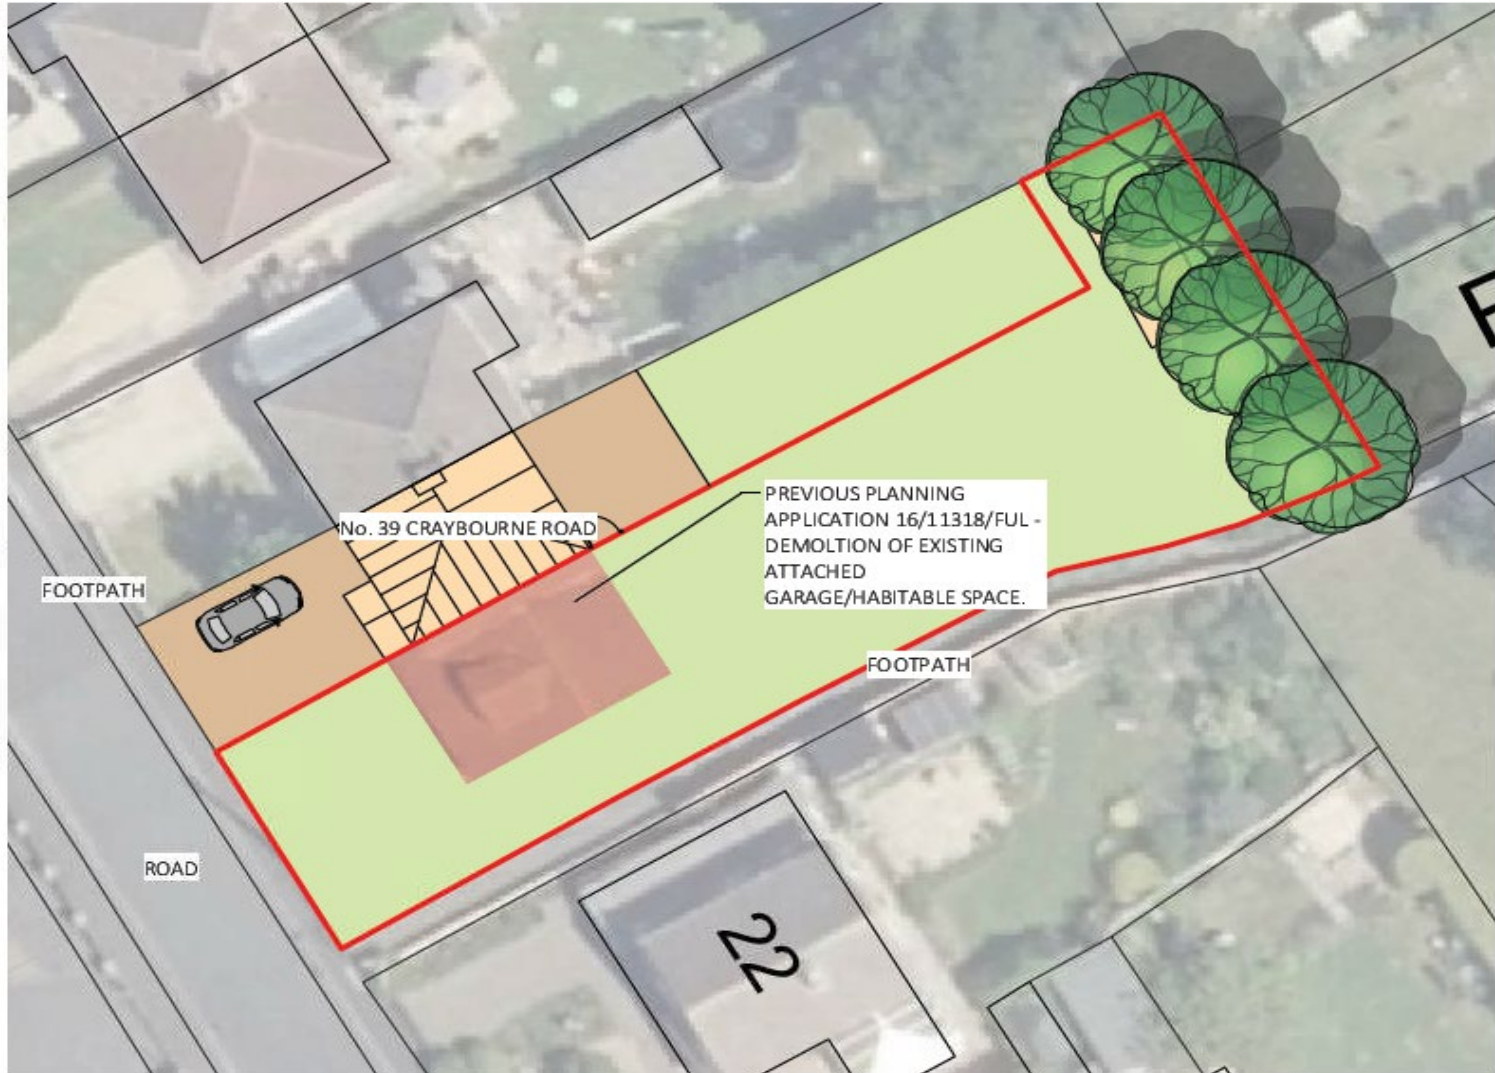 PREVIOUS PLANNING
APPLICATION 16/11318/FUL -
DEMOLTION OF EXISTING
ATTACHED
GARAGE/HABITABLE SPACE.
No. 39 CRAYBOURNE ROAD
FOOTPATH
FOOTPATH
ROAD
22